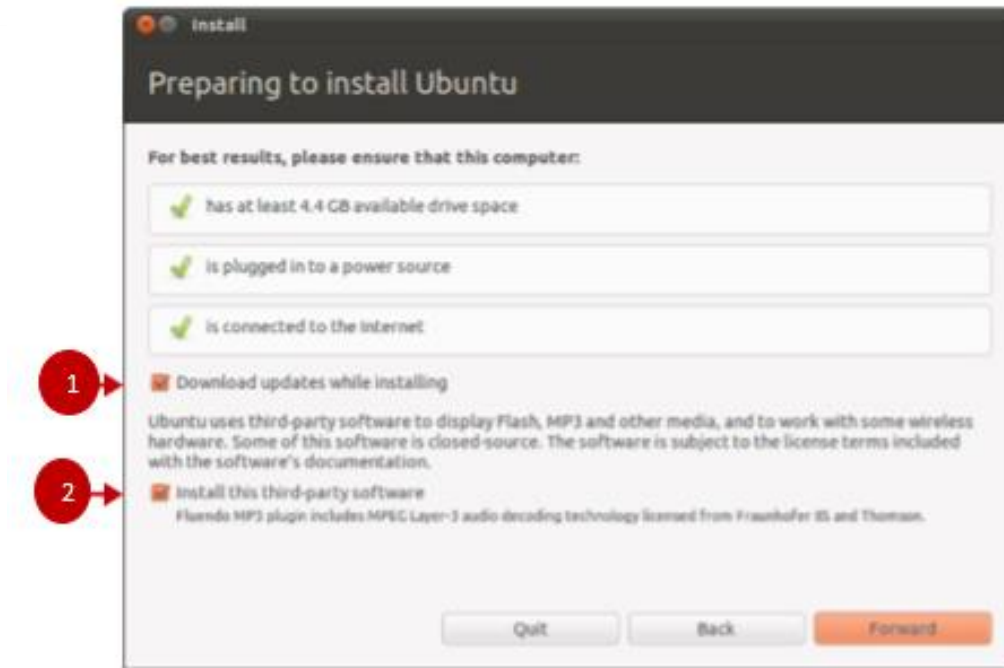 Install
Preparing to install Ubuntu
For best results, please ensure that this computer:
has at least 4.4 GB available drive space
is plugged in to a power source
is connected to the Internet
1
Download updates while installing
Ubuntu uses third-party software to display Flash, MP3 and other media, and to work with some wireless
hardware. Some of this software is closed-source. The software is subject to the license terms included
with the software's documentation.
2
Install this third-party software
Fluendo MP3 plugin includes MPEG Layer-3 audio decoding technology licensed from Fraunhofer IIS and Thomson.
Quit
Back
Forward